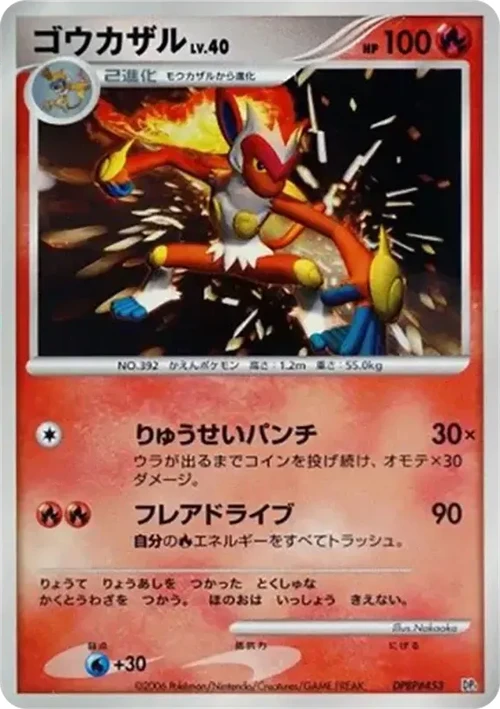 ゴウカザル LV.40 HP 100
2進化 モウカザルから進化
NO.392 かえんポケモン 高さ：1.2m 重さ：55.0kg
りゅうせいパンチ 30×
ウラが出るまでコインを投げ続け、オモテ×30
ダメージ。
フレアドライブ 90
自分の エネルギーをすべてトラッシュ。
りょうて りょうあしを つかった とくしゅな
かくとうわざを つかう。 ほのおは いっしょう きえない。
Illus.Nakaoka
弱点 抵抗力 にげる
+30
©2006 Pokémon/Nintendo/Creatures/GAME FREAK.
DPBP#453
DP1